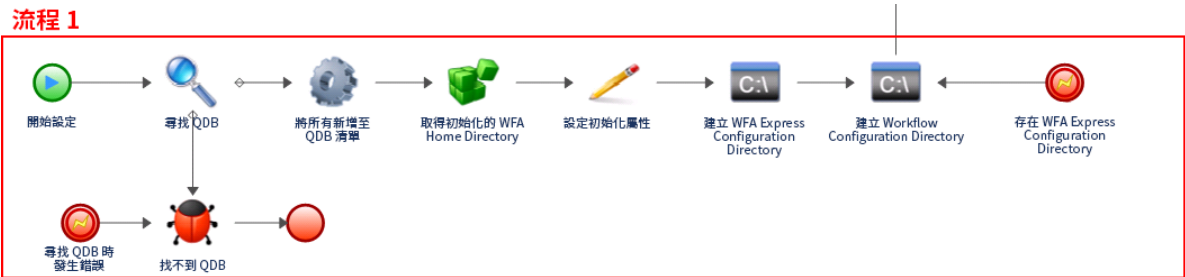 流程 1
C:\
C:\
開始設定
尋找 QDB
將所有新增至
QDB 清單
取得初始化的 WFA
Home Directory
設定初始化屬性
建立 WFA Express
Configuration
Directory
建立 Workflow
Configuration Directory
存在 WFA Express
Configuration
Directory
尋找 QDB 時
發生錯誤
找不到 QDB